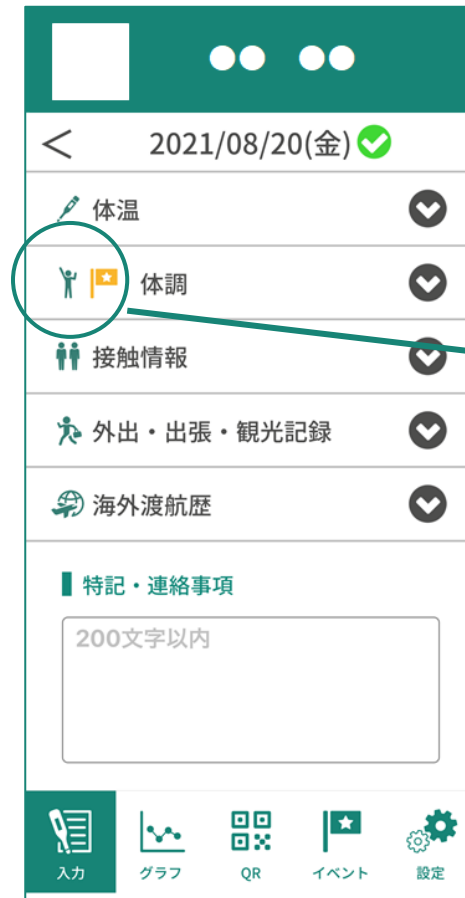 ●● ●●
< 2021/08/20(金)
体温
体調
接触情報
外出・出張・観光記録
海外渡航歴
特記・連絡事項
200文字以内
入力 グラフ QR イベント 設定